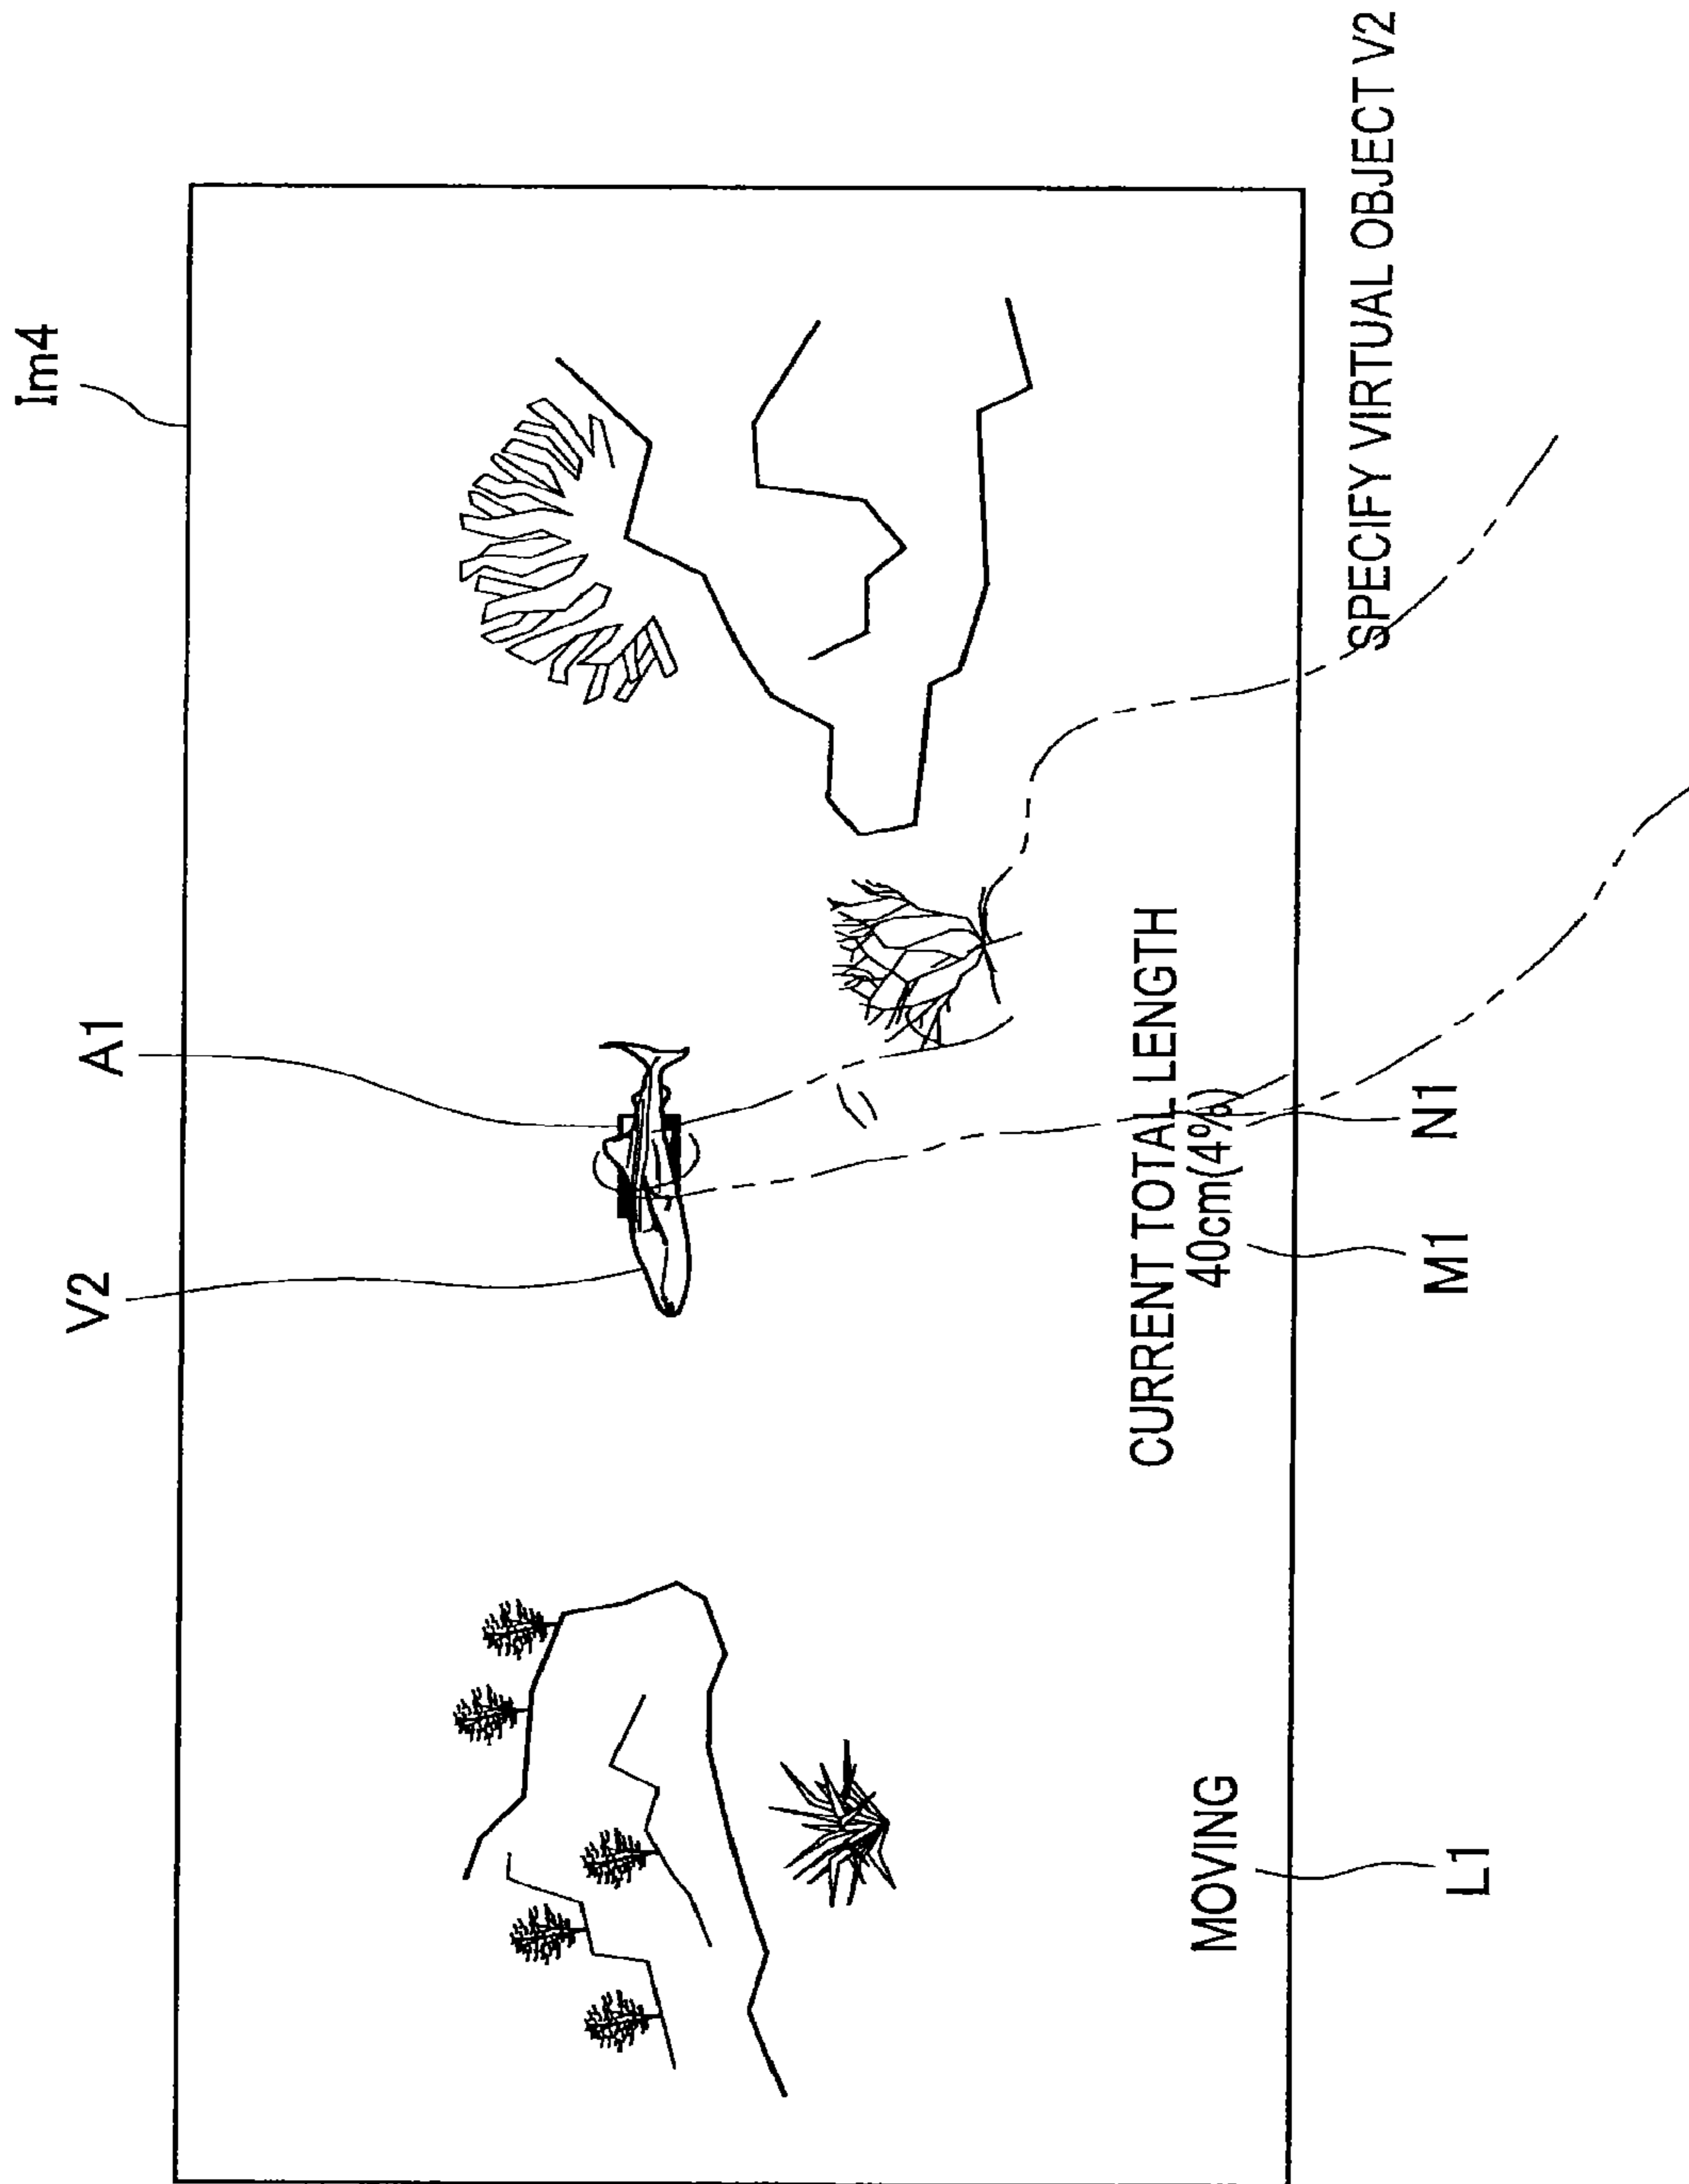 Im4
V2
A1
CURRENT TOTAL LENGTH
MOVING
40cm(4%)
L1
M1
N1
SPECIFY VIRTUAL OBJECT V2